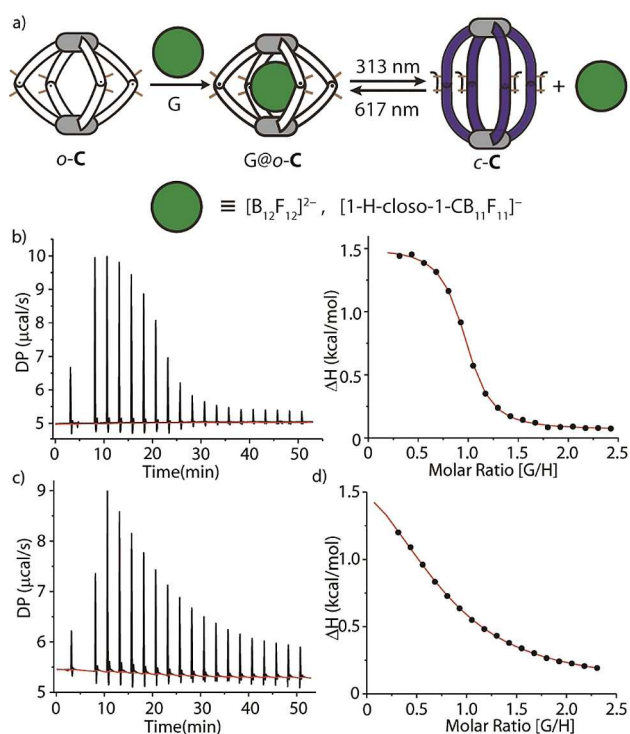 a)
313 nm
617 nm
G
+
o-C
G@o-C
c-C
≡ [B₁₂F₁₂]²⁻ , [1-H-closo-1-CB₁₁F₁₁]⁻
b)
DP (μcal/s)
10
9
8
7
6
5
0 10 20 30 40 50
Time(min)
ΔH (kcal/mol)
1.5
1.0
0.5
0
0 0.5 1.0 1.5 2.0 2.5
Molar Ratio [G/H]
c)
DP (μcal/s)
9
8
7
6
5
0 10 20 30 40 50
Time(min)
d)
ΔH (kcal/mol)
1.5
1.0
0.5
0
0 0.5 1.0 1.5 2.0 2.5
Molar Ratio [G/H]